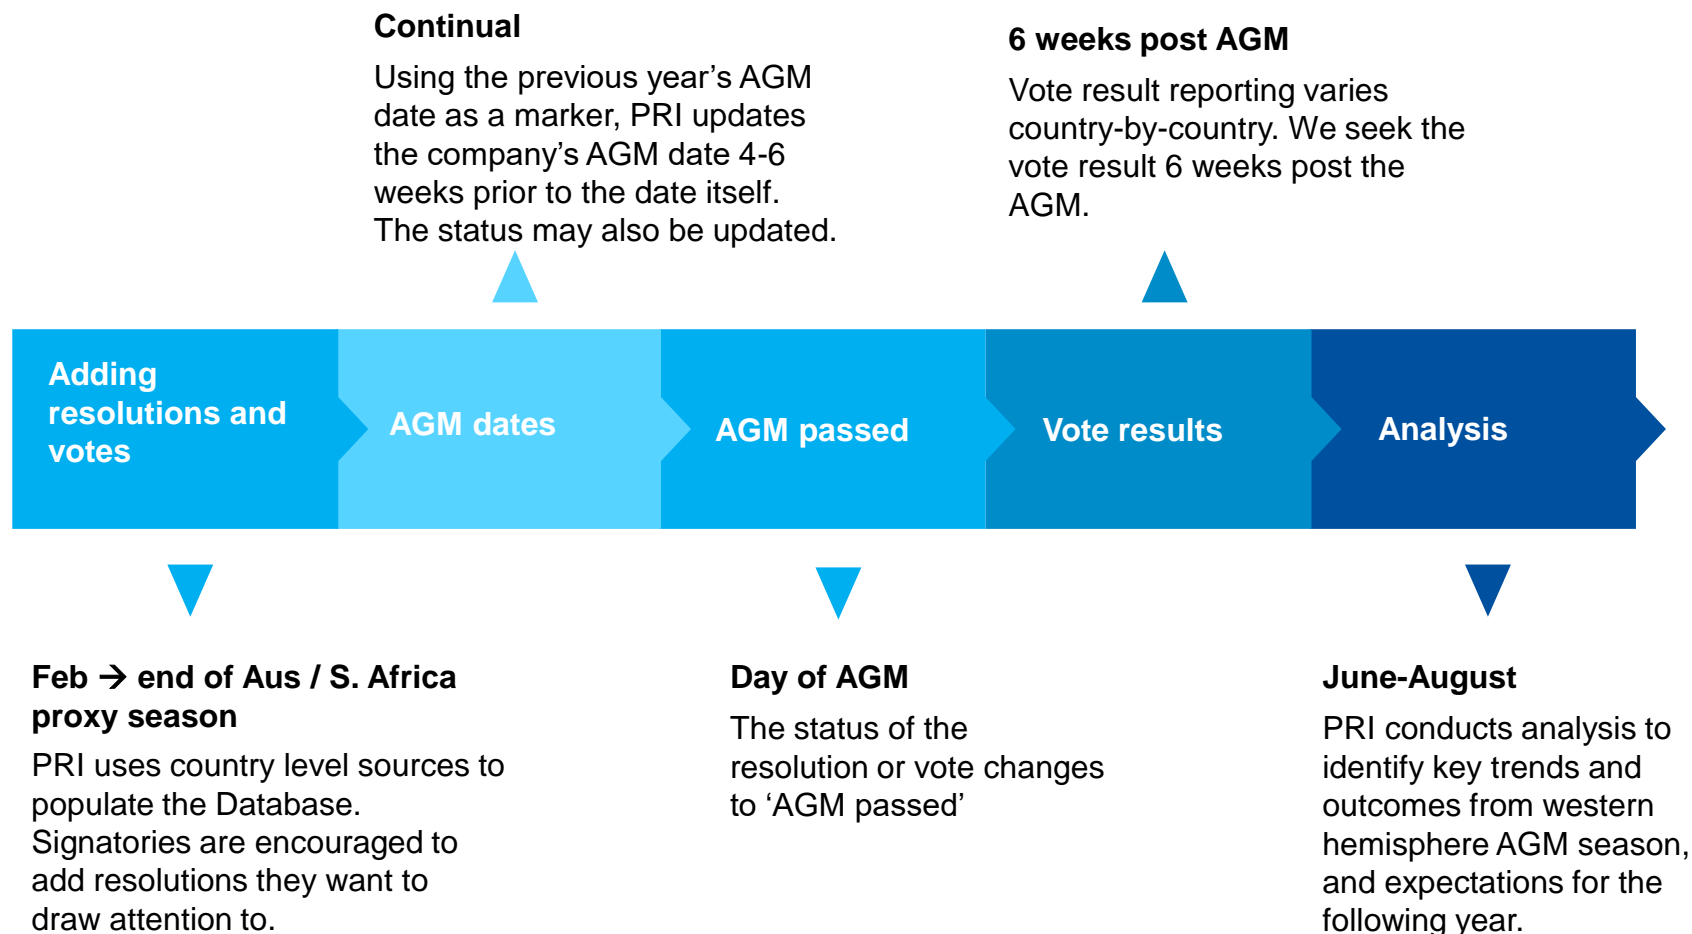 Continual
Using the previous year’s AGM
date as a marker, PRI updates
the company’s AGM date 4-6
weeks prior to the date itself.
The status may also be updated.
6 weeks post AGM
Vote result reporting varies
country-by-country. We seek the
vote result 6 weeks post the
AGM.
Adding
resolutions and
votes
AGM dates
AGM passed
Vote results
Analysis
Feb → end of Aus / S. Africa
proxy season
PRI uses country level sources to
populate the Database.
Signatories are encouraged to
add resolutions they want to
draw attention to.
Day of AGM
The status of the
resolution or vote changes
to ‘AGM passed’
June-August
PRI conducts analysis to
identify key trends and
outcomes from western
hemisphere AGM season,
and expectations for the
following year.